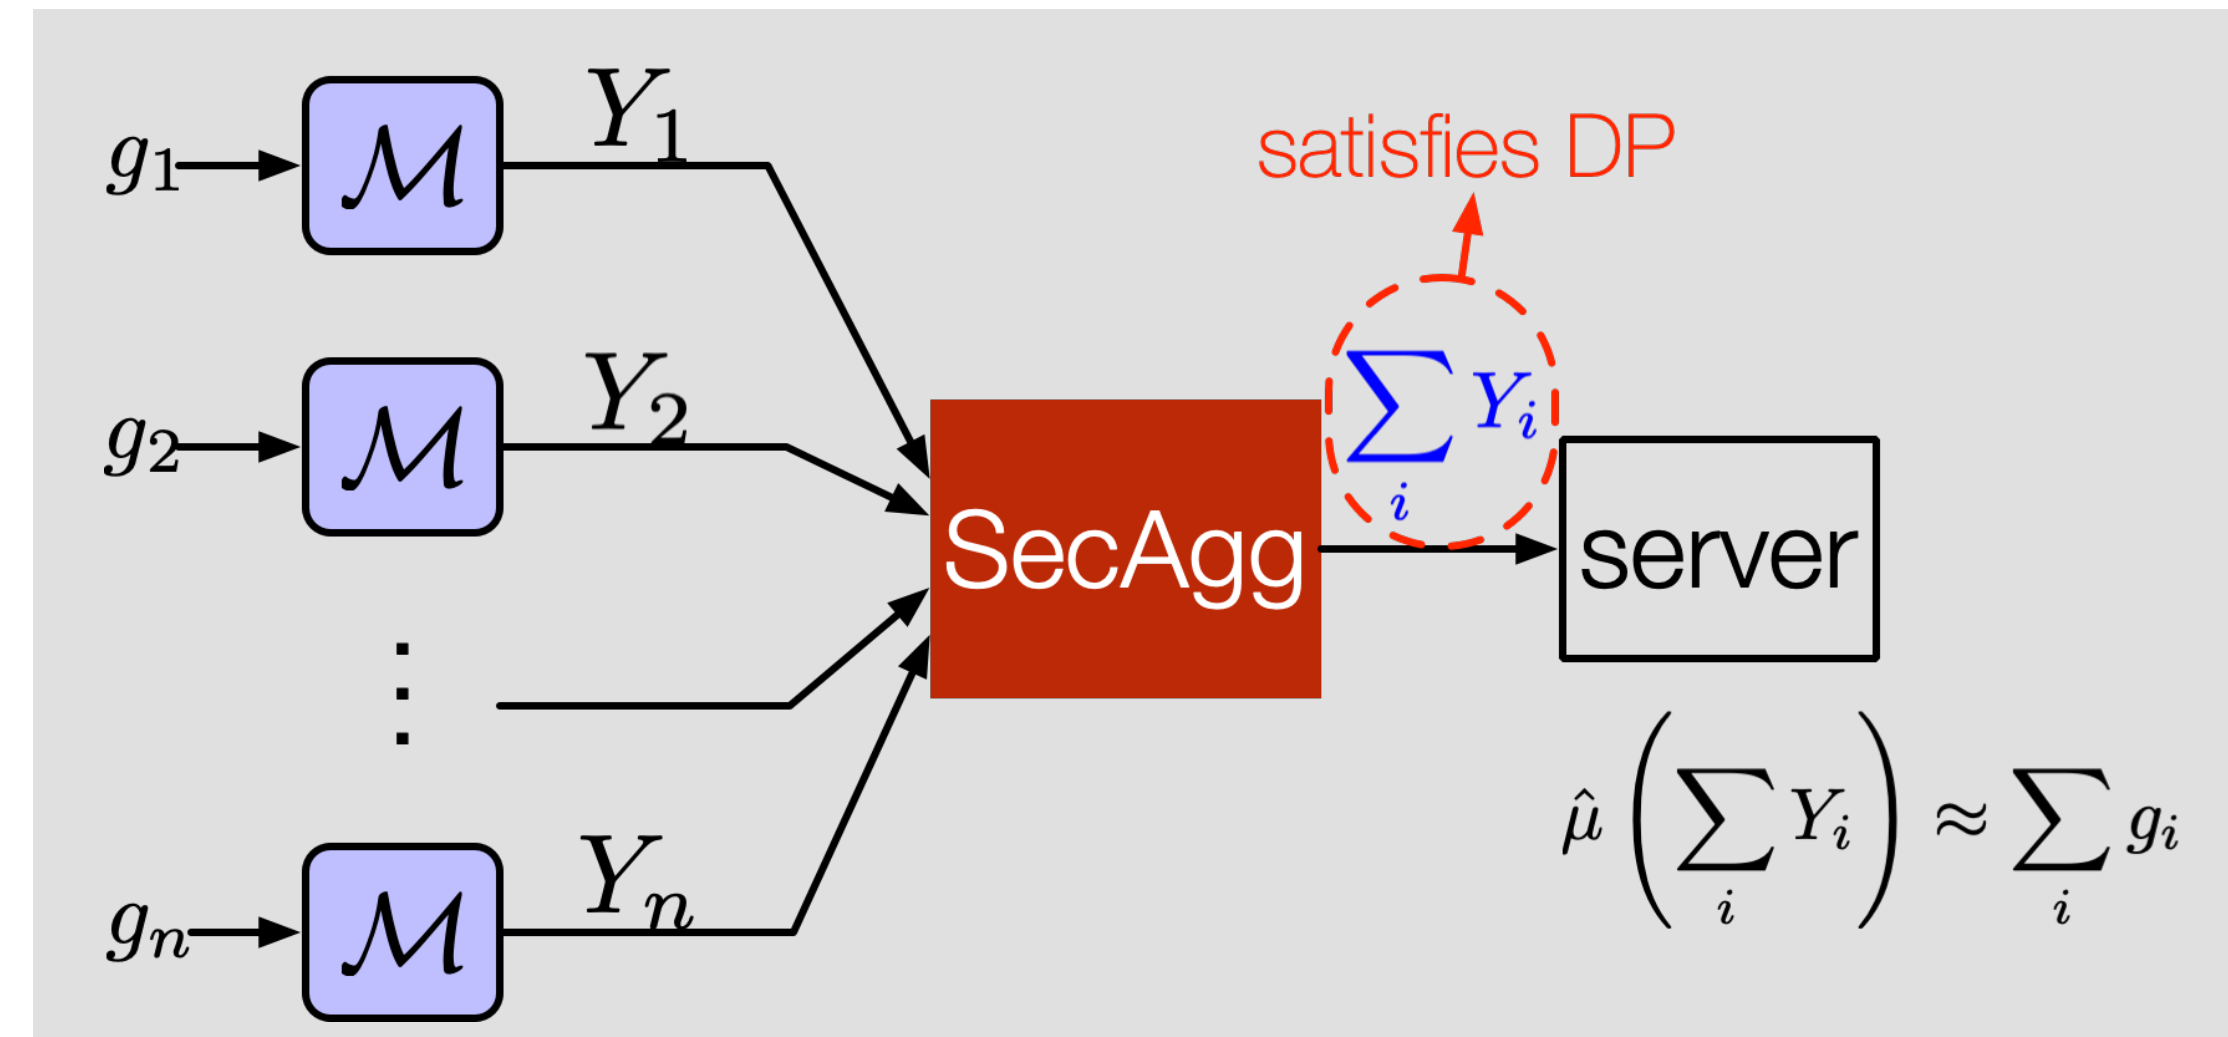 g₁
ℳ
Y₁
g₂
ℳ
Y₂
⋮
gₙ
ℳ
Yₙ
SecAgg
satisfies DP
∑ᵢ Yᵢ
server
μ̂ (∑ᵢ Yᵢ) ≈ ∑ᵢ gᵢ